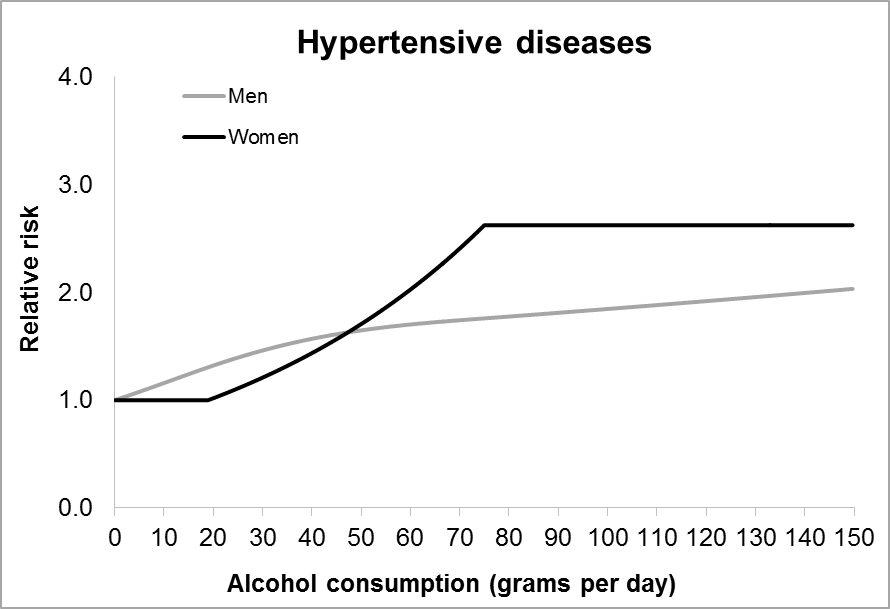 Hypertensive diseases
4.0
3.0
2.0
1.0
0.0
Relative risk
Men
Women
0 10 20 30 40 50 60 70 80 90 100 110 120 130 140 150
Alcohol consumption (grams per day)